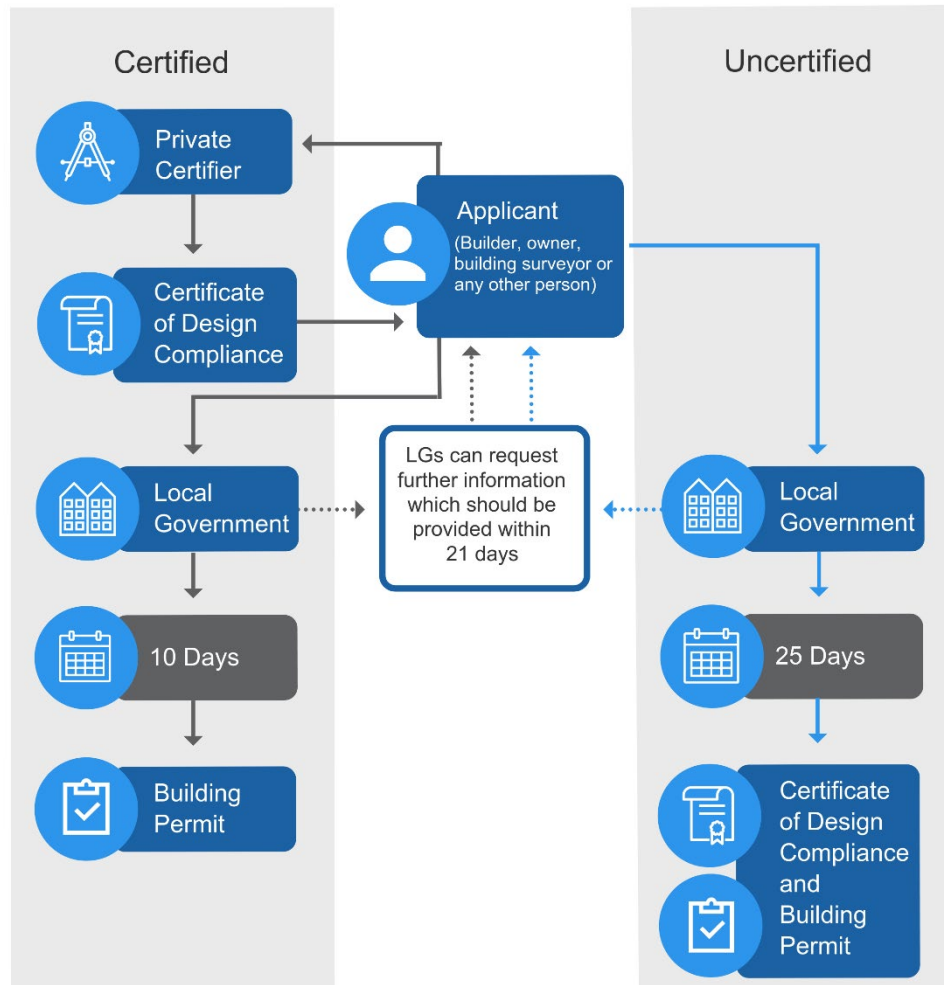 Certified
Uncertified
Private
Certifier
Applicant
(Builder, owner,
building surveyor or
any other person)
Certificate
of Design
Compliance
LGs can request
further information
which should be
provided within
21 days
Local
Government
Local
Government
10 Days
25 Days
Building
Permit
Certificate
of Design
Compliance
and
Building
Permit